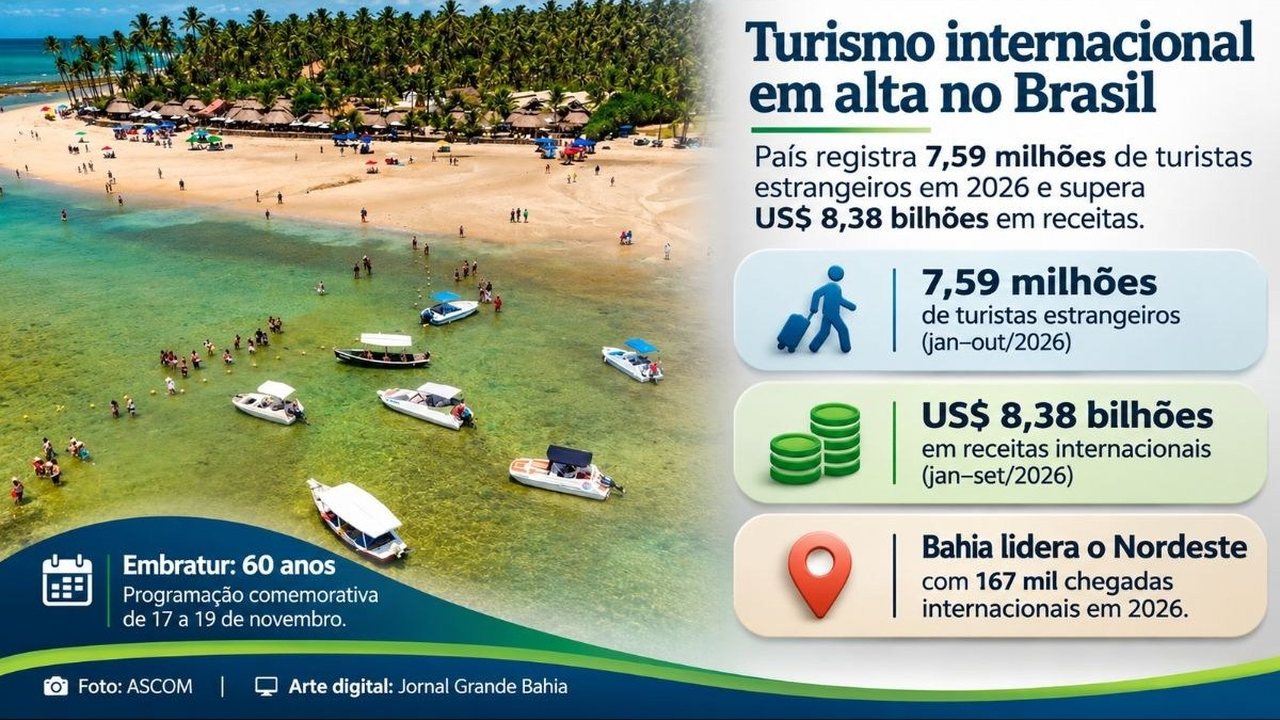 Turismo internacional
em alta no Brasil
País registra 7,59 milhões de turistas
estrangeiros em 2026 e supera
US$ 8,38 bilhões em receitas.
7,59 milhões
de turistas estrangeiros
(jan–out/2026)
US$ 8,38 bilhões
em receitas internacionais
(jan–set/2026)
Bahia lidera o Nordeste
com 167 mil chegadas
internacionais em 2026.
Embratur: 60 anos
Programação comemorativa
de 17 a 19 de novembro.
Foto: ASCOM | Arte digital: Jornal Grande Bahia